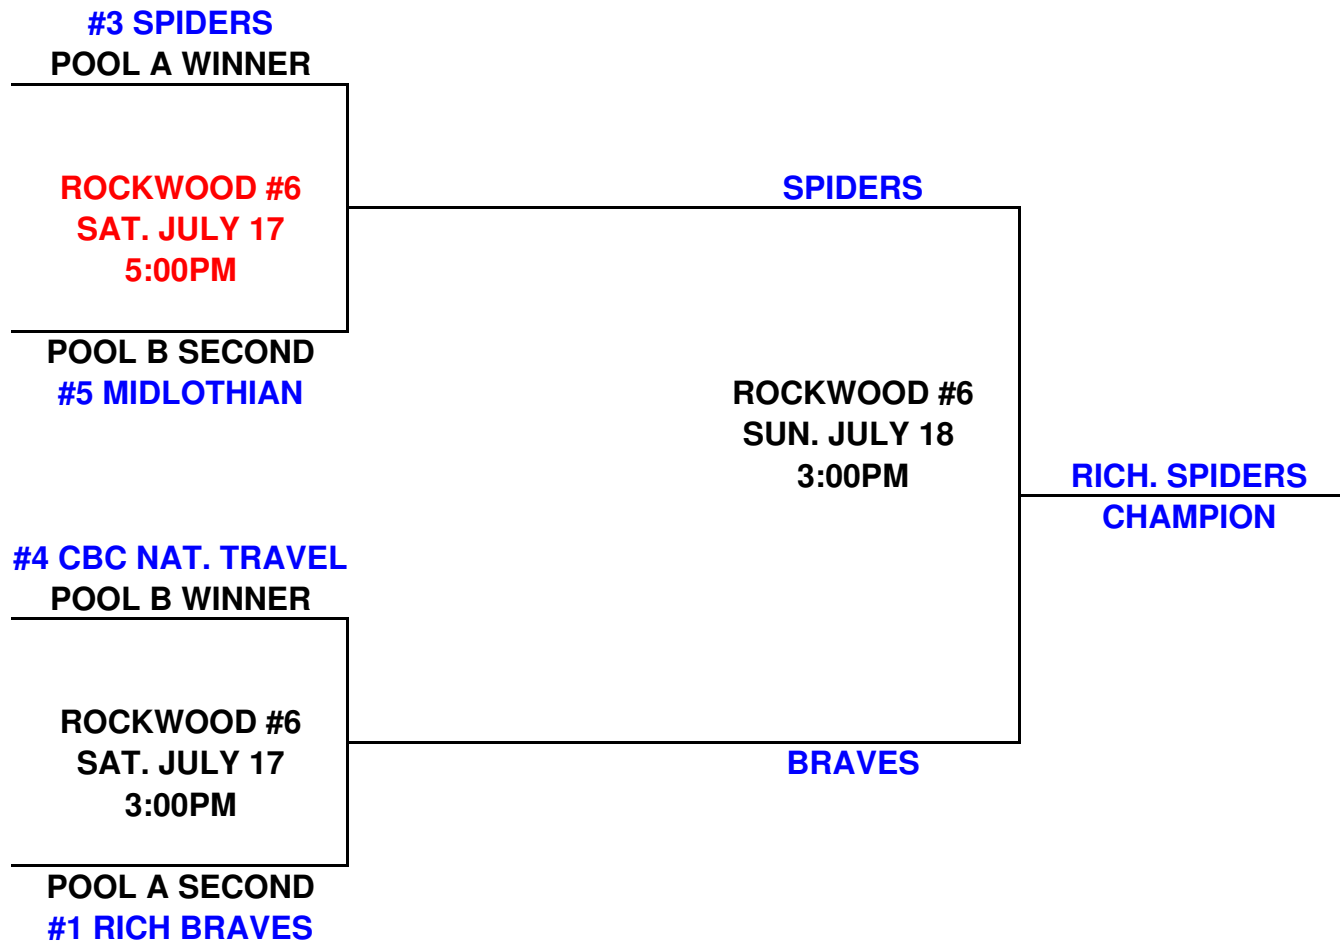 #3 SPIDERS
POOL A WINNER
ROCKWOOD #6
SAT. JULY 17
5:00PM
POOL B SECOND
#5 MIDLOTHIAN
SPIDERS
ROCKWOOD #6
SUN. JULY 18
3:00PM
RICH. SPIDERS
CHAMPION
#4 CBC NAT. TRAVEL
POOL B WINNER
ROCKWOOD #6
SAT. JULY 17
3:00PM
POOL A SECOND
#1 RICH BRAVES
BRAVES